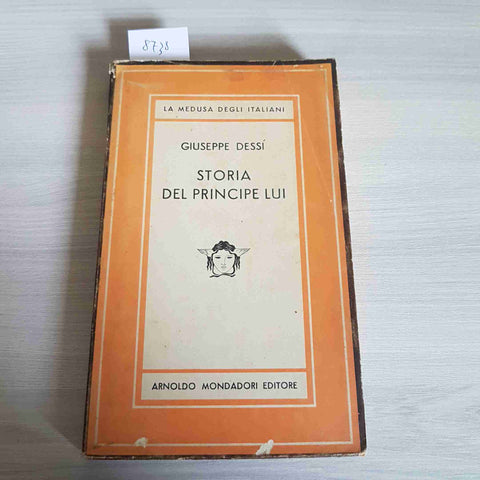 8738
LA MEDUSA DEGLI ITALIANI
GIUSEPPE DESSÍ
STORIA
DEL PRINCIPE LUI
ARNOLDO MONDADORI EDITORE